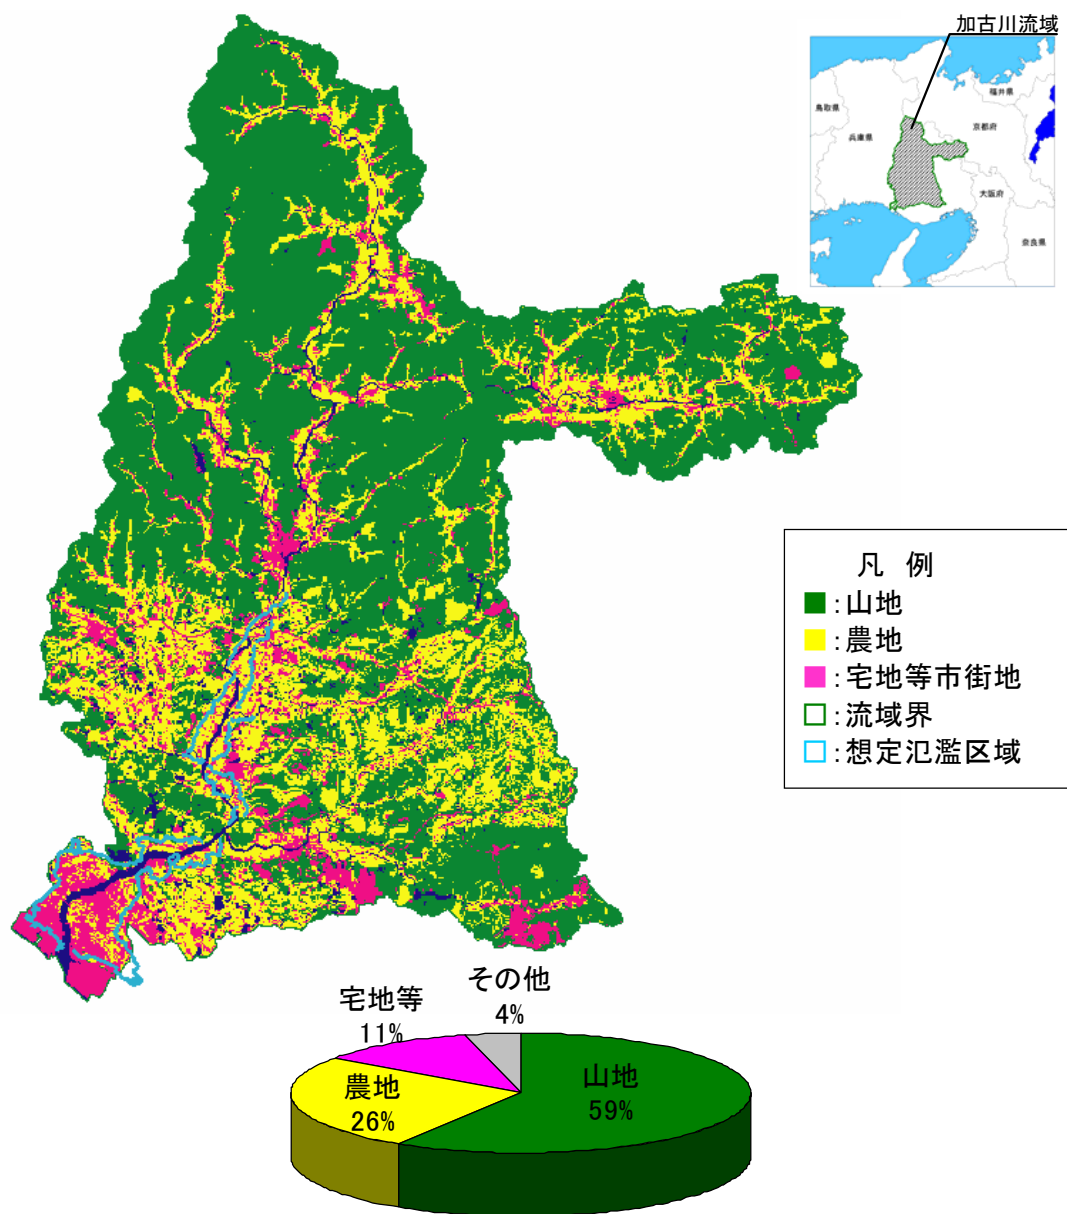 加古川流域
鳥取県
兵庫県
福井県
京都府
大阪府
奈良県
凡 例
:山地
:農地
:宅地等市街地
:流域界
:想定氾濫区域
その他
4%
宅地等
11%
農地
26%
山地
59%